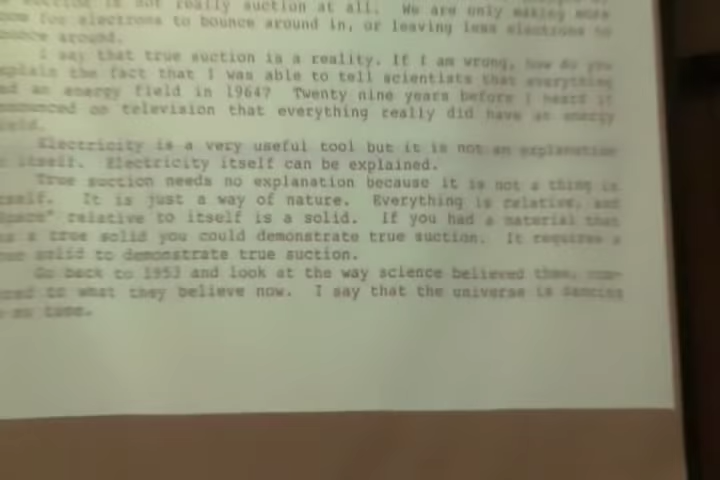 suction is not really suction at all. We are only making more
room for electrons to bounce around in, or leaving less electrons to
bounce around.
I say that true suction is a reality. If I am wrong, how do you
explain the fact that I was able to tell scientists that everything
had an energy field in 1964? Twenty nine years before I heard it
announced on television that everything really did have an energy
field.
Electricity is a very useful tool but it is not an explanation
itself. Electricity itself can be explained.
True suction needs no explanation because it is not a thing in
itself. It is just a way of nature. Everything is relative, and
"Space" relative to itself is a solid. If you had a material that
was a true solid you could demonstrate true suction. It requires a
true solid to demonstrate true suction.
Go back to 1953 and look at the way science believed then, com-
pared to what they believe now. I say that the universe is dancing
to my tune.